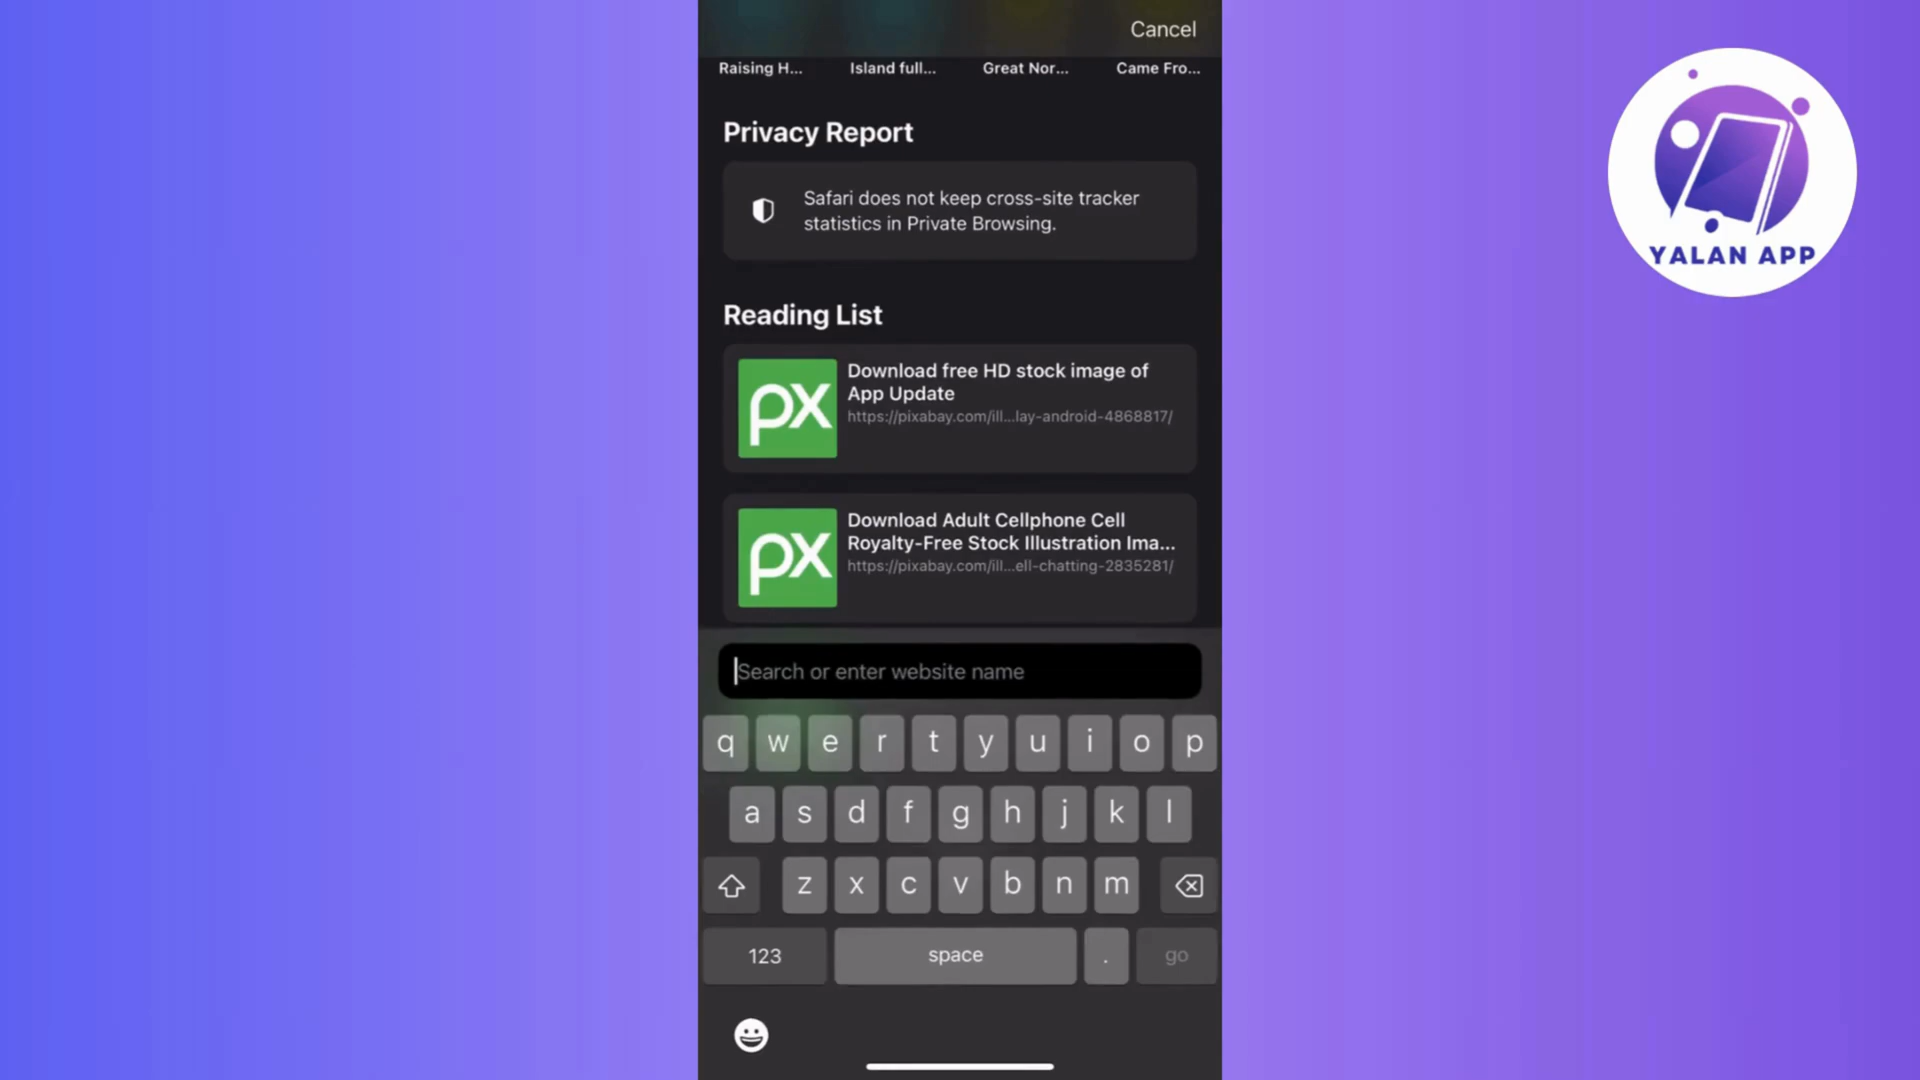 Cancel
Raising H...
Island full...
Great Nor...
Came Fro...
Privacy Report
Safari does not keep cross-site tracker
statistics in Private Browsing.
Reading List
px
Download free HD stock image of
App Update
https://pixabay.com/ill...lay-android-4868817/
px
Download Adult Cellphone Cell
Royalty-Free Stock Illustration Ima...
https://pixabay.com/ill...ell-chatting-2835281/
Search or enter website name
q w e r t y u i o p
a s d f g h j k l
z x c v b n m
123 space . go
YALAN APP